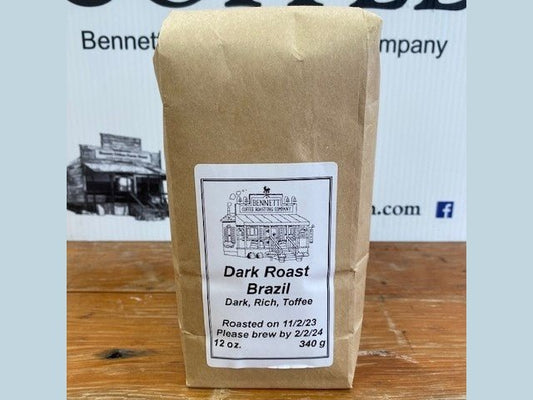 Bennett
ompany
BENNETT
COFFEE ROASTING COMPANY
Dark Roast
Brazil
Dark, Rich, Toffee
Roasted on 11/2/23
Please brew by 2/2/24
12 oz. 340 g
.com f